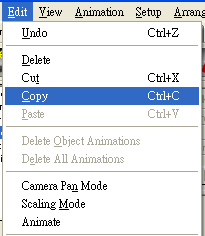 Edit View Animation Setup Arrang
Undo Ctrl+Z
Delete
Cut Ctrl+X
Copy Ctrl+C
Paste Ctrl+V
Delete Object Animations
Delete All Animations
Camera Pan Mode
Scaling Mode
Animate